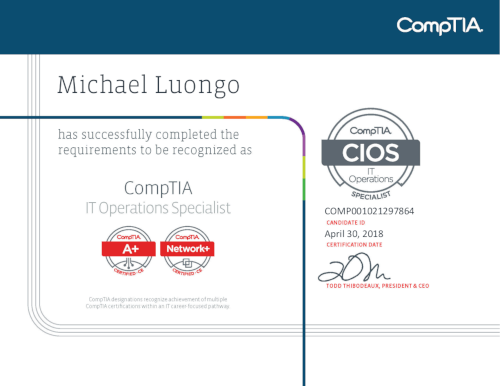 CompTIA.
Michael Luongo
has successfully completed the
requirements to be recognized as
CompTIA
IT Operations Specialist
CompTIA.
A+
CERTIFIED CE
CompTIA.
Network+
CERTIFIED CE
CompTIA designations recognize achievement of multiple
CompTIA certifications within an IT career focused pathway.
CompTIA.
CIOS
IT
Operations
SPECIALIST
COMP001021297864
CANDIDATE ID
April 30, 2018
CERTIFICATION DATE
TODD THIBODEAUX, PRESIDENT & CEO